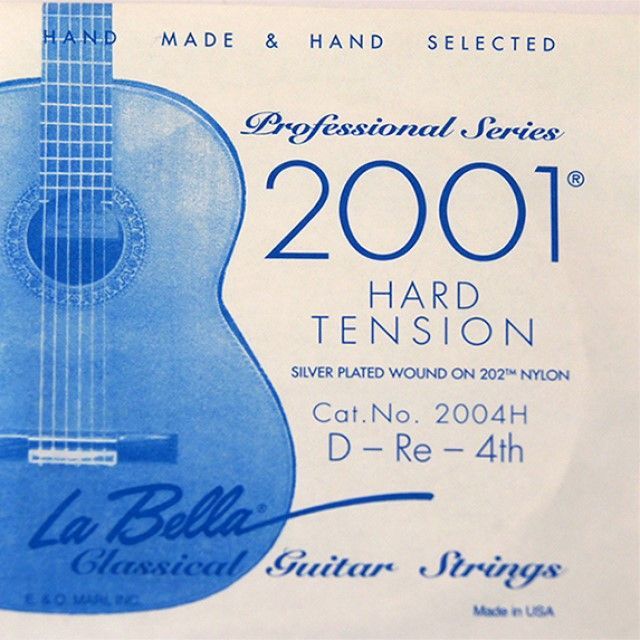 HAND MADE & HAND SELECTED
Professional Series
2001®
HARD
TENSION
SILVER PLATED WOUND ON 202™ NYLON
Cat.No. 2004H
D – Re – 4th
La Bella®
Classical Guitar Strings
E. & O. MARI, INC.
Made in USA